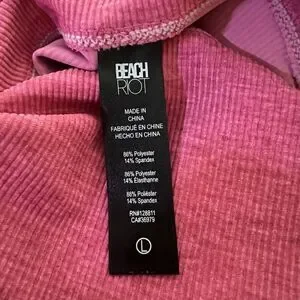 BEACH
RIOT
MADE IN
CHINA
FABRIQUÉ EN CHINE
HECHO EN CHINA
86% Polyester
14% Spandex
86% Polyester
14% Élasthanne
86% Poliéster
14% Spandex
RN#128811
CA#36979
L